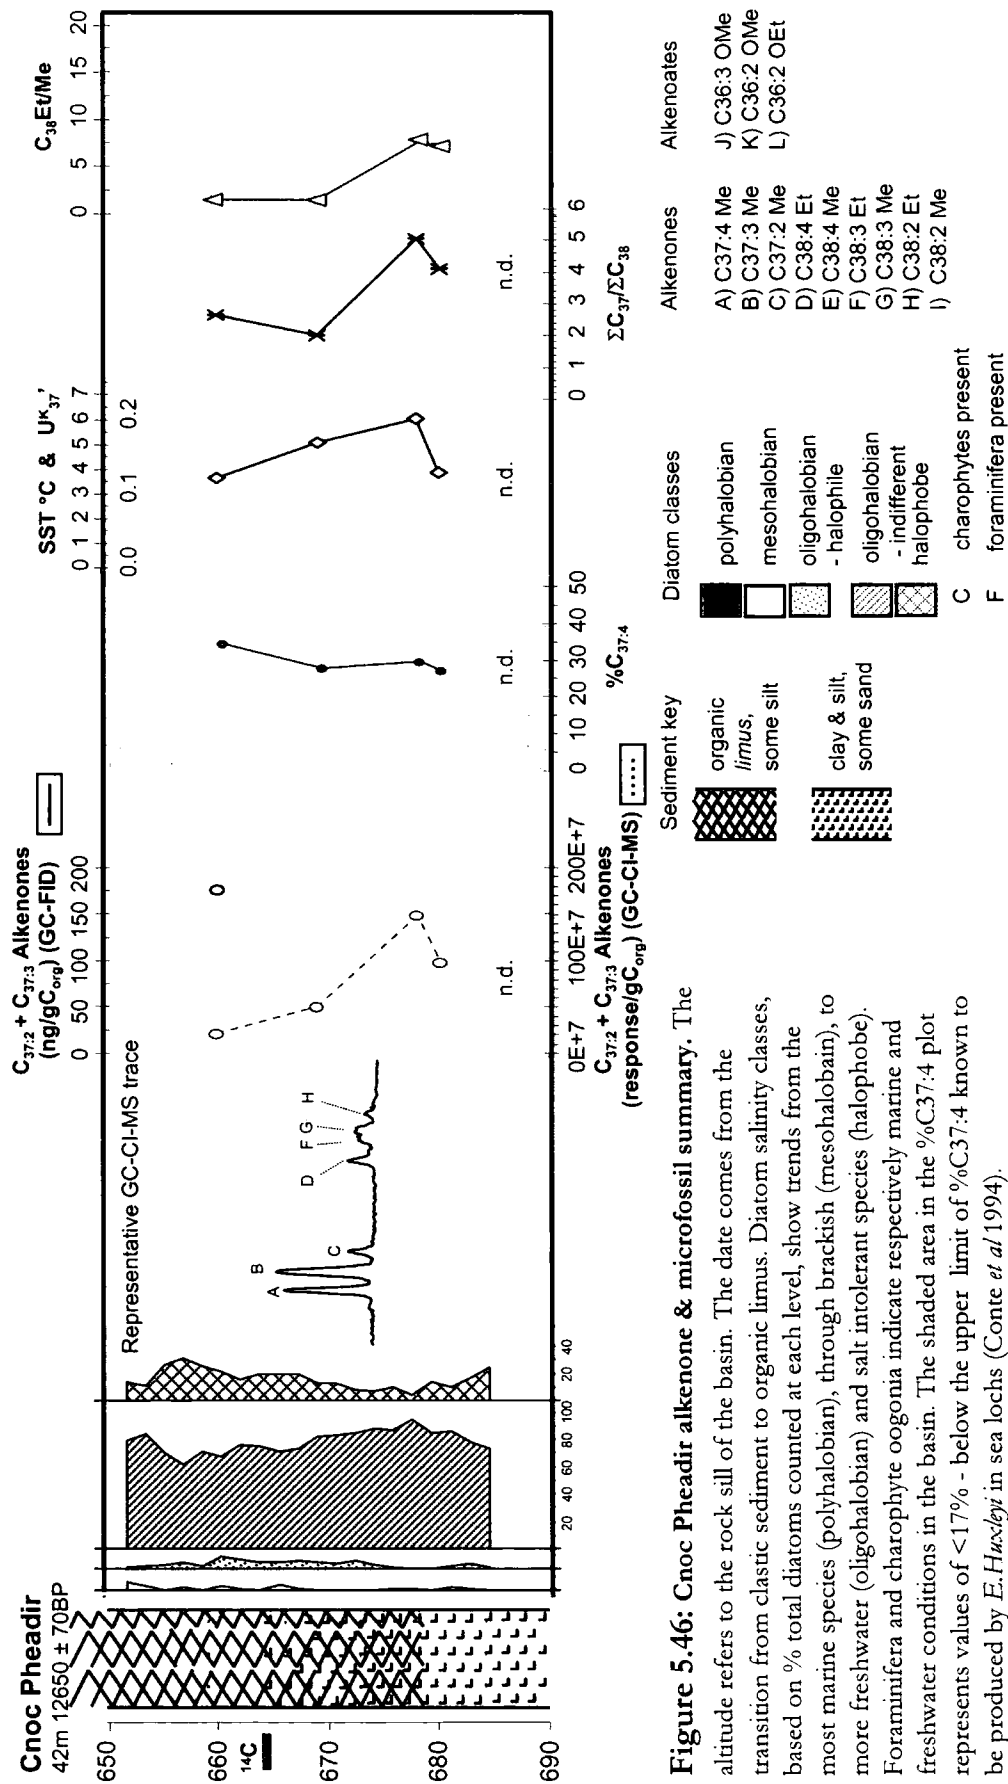 Cnoc Pheadir
42m 12650 ± 70BP
650
660
670
680
690
¹⁴C
20 40 60 80 100
20 40
Representative GC-CI-MS trace
A B C D F G H
C₃₇:₂ + C₃₇:₃ Alkenones
(ng/gC_org) (GC-FID)
0 50 100 150 200
n.d.
0E+7 100E+7 200E+7
C₃₇:₂ + C₃₇:₃ Alkenones
(response/gC_org) (GC-CI-MS)
n.d.
0 10 20 30 40 50
%C₃₇:₄
SST °C & Uᴷ₃₇'
0 1 2 3 4 5 6 7
0.0 0.1 0.2
n.d.
n.d.
0 1 2 3 4 5 6
ΣC₃₇/ΣC₃₈
C₃₈Et/Me
0 5 10 15 20
Sediment key
organic
limus,
some silt
clay & silt,
some sand
Diatom classes
polyhalobian
mesohalobian
oligohalobian
- halophile
oligohalobian
- indifferent
halophobe
C charophytes present
F foraminifera present
Alkenones
A) C37:4 Me
B) C37:3 Me
C) C37:2 Me
D) C38:4 Et
E) C38:4 Me
F) C38:3 Et
G) C38:3 Me
H) C38:2 Et
I) C38:2 Me
Alkenoates
J) C36:3 OMe
K) C36:2 OMe
L) C36:2 OEt
Figure 5.46: Cnoc Pheadir alkenone & microfossil summary. The
altitude refers to the rock sill of the basin. The date comes from the
transition from clastic sediment to organic limus. Diatom salinity classes,
based on % total diatoms counted at each level, show trends from the
most marine species (polyhalobian), through brackish (mesohalobain), to
more freshwater (oligohalobian) and salt intolerant species (halophobe).
Foraminifera and charophyte oogonia indicate respectively marine and
freshwater conditions in the basin. The shaded area in the %C37:4 plot
represents values of <17% - below the upper limit of %C37:4 known to
be produced by E.Huxleyi in sea lochs (Conte et al 1994).